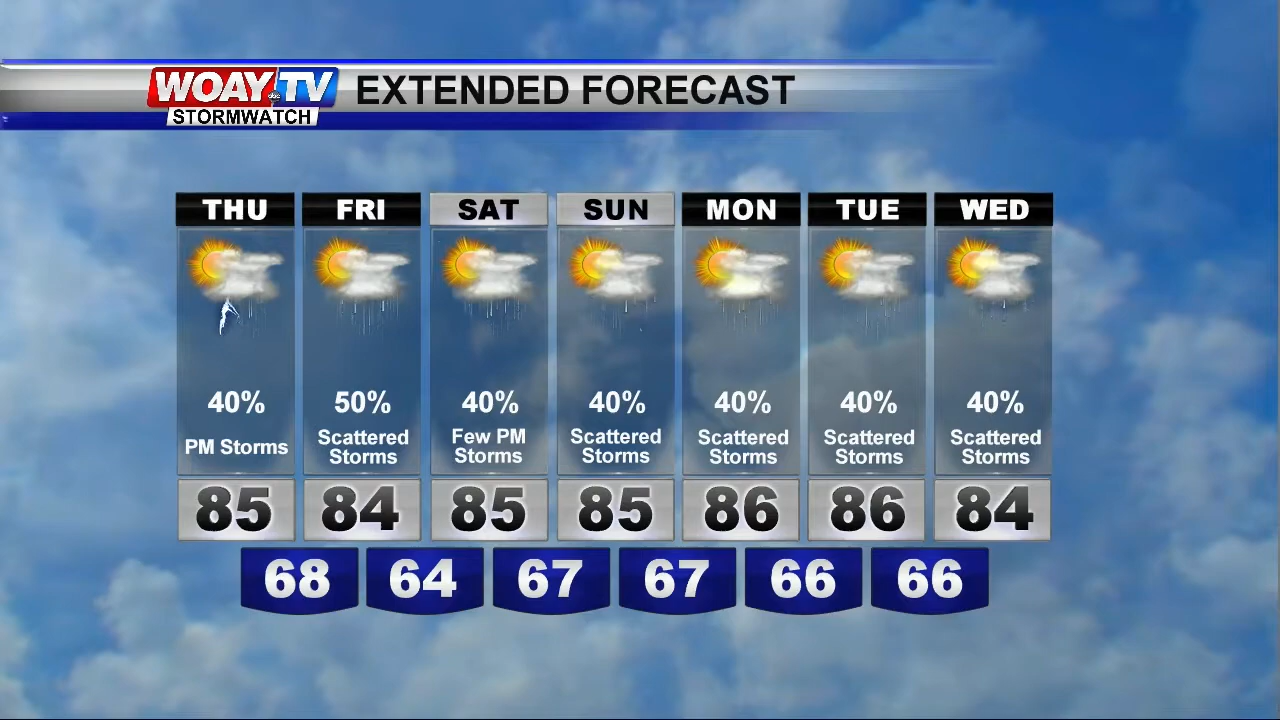 WOAY TV
abc
STORMWATCH
EXTENDED FORECAST
THU FRI SAT SUN MON TUE WED
40% 50% 40% 40% 40% 40% 40%
PM Storms
Scattered
Storms
Few PM
Storms
Scattered
Storms
Scattered
Storms
Scattered
Storms
Scattered
Storms
85 84 85 85 86 86 84
68 64 67 67 66 66